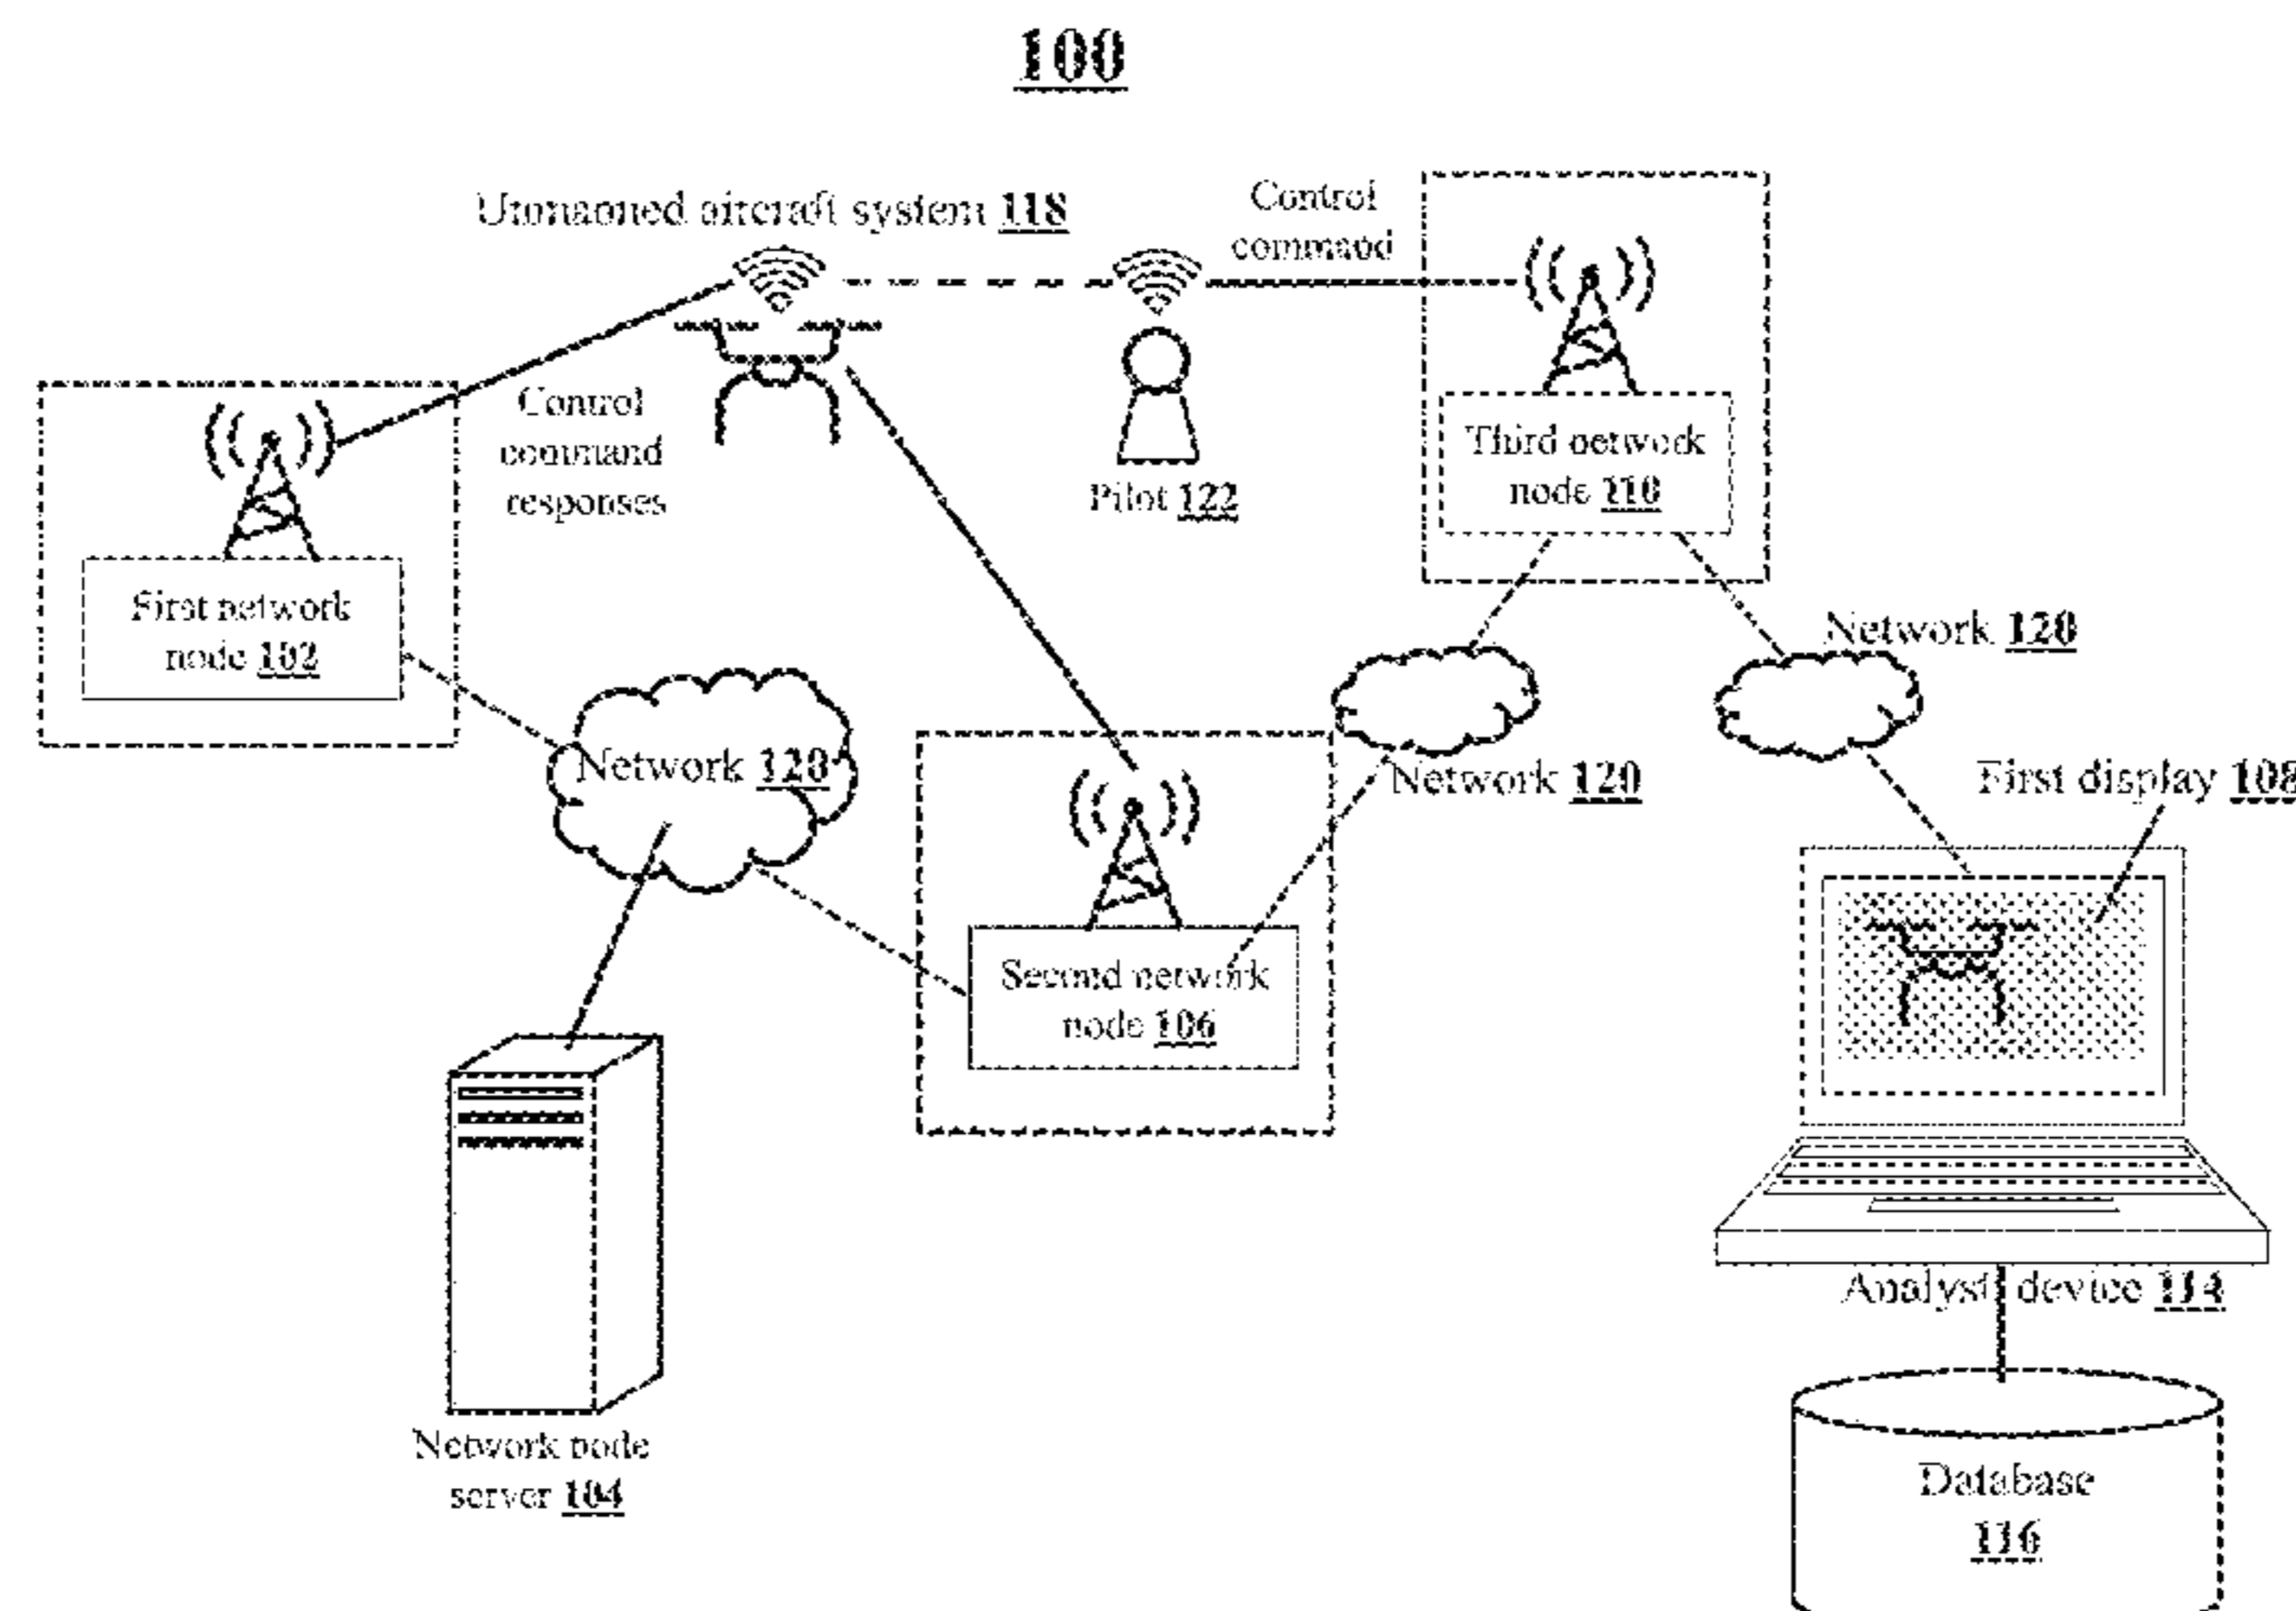 100
Unmanned aircraft system 118
Control
command
Control
command
responses
Pilot 122
Third network
node 110
First network
node 102
Network 120
Network 120
Network 120
First display 108
Second network
node 106
Analyst device 114
Network node
server 104
Database
116